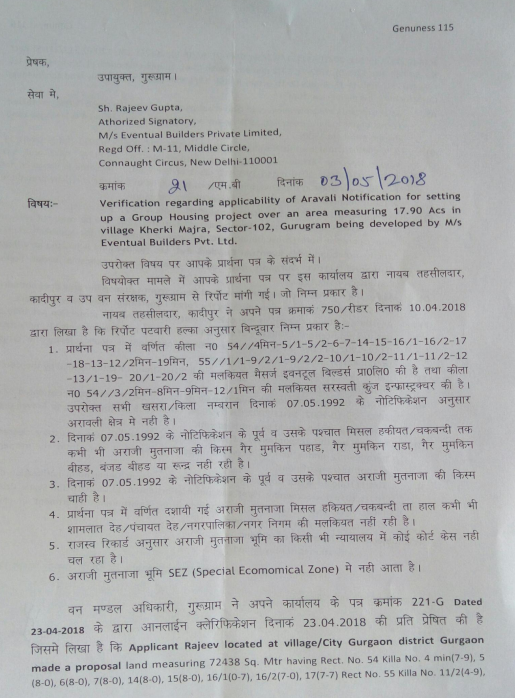 Genuness 115
प्रेषक,
उपायुक्त, गुरूग्राम।
सेवा मे,
Sh. Rajeev Gupta,
Athorized Signatory,
M/s Eventual Builders Private Limited,
Regd Off. : M-11, Middle Circle,
Connaught Circus, New Delhi-110001
क्रमांक 21 /एम.बी दिनांक 03/05/2018
विषयः- Verification regarding applicability of Aravali Notification for setting
up a Group Housing project over an area measuring 17.90 Acs in
village Kherki Majra, Sector-102, Gurugram being developed by M/s
Eventual Builders Pvt. Ltd.
उपरोक्त विषय पर आपके प्रार्थना पत्र के संदर्भ में।
विषयोक्त मामले में आपके प्रार्थना पत्र पर इस कार्यालय द्वारा नायब तहसीलदार,
कादीपुर व उप वन संरक्षक, गुरूग्राम से रिर्पोट मांगी गई। जो निम्न प्रकार है।
नायब तहसीलदार, कादीपुर ने अपने पत्र क्रमांक 750/रीडर दिनांक 10.04.2018
द्वारा लिखा है कि रिर्पोट पटवारी हल्का अनुसार बिन्दूवार निम्न प्रकार हैः-
1. प्रार्थना पत्र में वर्णित कीला न0 54//4मिन-5/1-5/2-6-7-14-15-16/1-16/2-17
-18-13-12/2मिन-19मिन, 55//1/1-9/2/1-9/2/2-10/1-10/2-11/1-11/2-12
-13/1-19- 20/1-20/2 की मलकियत मैसर्ज इवनटूल बिल्डर्स प्रा0लि0 की है तथा कीला
न0 54//3/2मिन-8मिन-9मिन-12/1मिन की मलकियत सरस्वती कुंज इन्फ्रास्ट्रक्चर की है।
उपरोक्त सभी खसरा/किला नम्बरान दिनांक 07.05.1992 के नोटिफिकेशन अनुसार
अरावली क्षेत्र मे नही है।
2. दिनांक 07.05.1992 के नोटिफिकेशन के पूर्व व उसके पश्चात मिसल हकीयत/चकबन्दी तक
कभी भी अराजी मुतनाजा की किस्म गैर मुमकिन पहाड, गैर मुमकिन राडा, गैर मुमकिन
बीहड, बंजड बीहड या रून्द नही रही है।
3. दिनांक 07.05.1992 के नोटिफिकेशन के पूर्व व उसके पश्चात अराजी मुतनाजा की किस्म
चाही है।
4. प्रार्थना पत्र में वर्णित दशायी गई अराजी मुतनाजा मिसल हकियत/चकबन्दी ता हाल कभी भी
शामलात देह/पंचायत देह/नगरपालिका/नगर निगम की मलकियत नही रही है।
5. राजस्व रिकार्ड अनुसार अराजी मुतनाजा भूमि का किसी भी न्यायालय में कोई कोर्ट केस नही
चल रहा है।
6. अराजी मुतनाजा भूमि SEZ (Special Ecomomical Zone) मे नही आता है।
वन मण्डल अधिकारी, गुरूग्राम ने अपने कार्यालय के पत्र क्रमांक 221-G Dated
23-04-2018 के द्वारा आनलाईन क्लेरिफिकेशन दिनांक 23.04.2018 की प्रति प्रेषित की है
जिसमे लिखा है कि Applicant Rajeev located at village/City Gurgaon district Gurgaon
made a proposal land measuring 72438 Sq. Mtr having Rect. No. 54 Killa No. 4 min(7-9), 5
(8-0), 6(8-0), 7(8-0), 14(8-0), 15(8-0), 16/1(0-7), 16/2(7-0), 17(7-7) Rect No. 55 Killa No. 11/2(4-9),